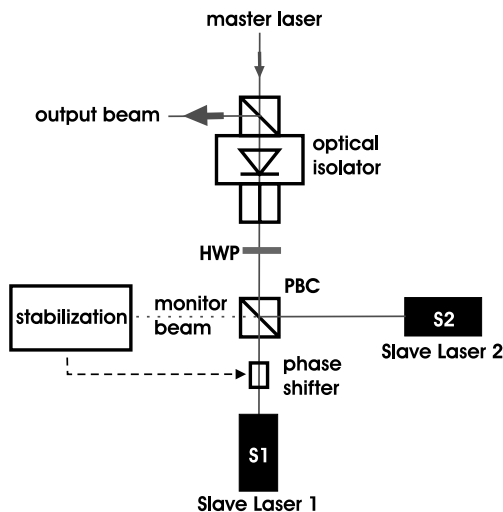 master laser
output beam
optical
isolator
HWP
PBC
stabilization
monitor
beam
S2
Slave Laser 2
phase
shifter
S1
Slave Laser 1